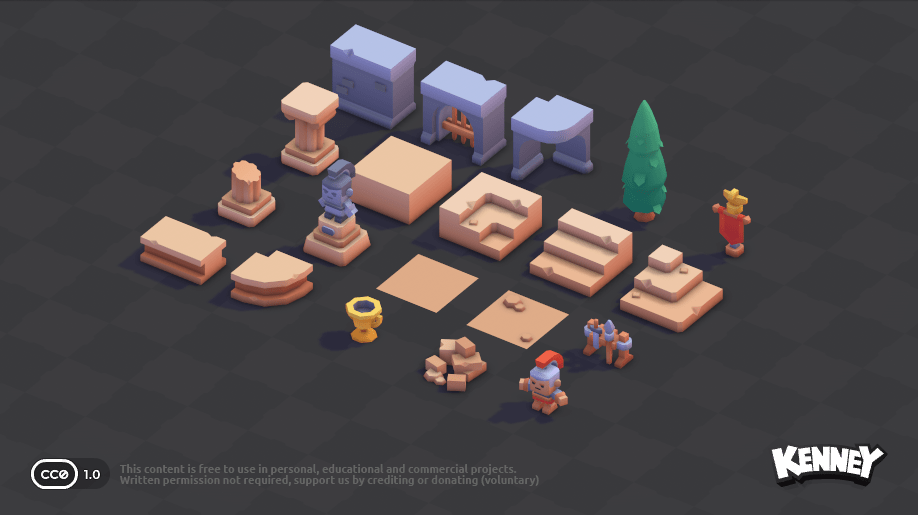 CC0 1.0
This content is free to use in personal, educational and commercial projects.
Written permission not required, support us by crediting or donating (voluntary)
KENNEY